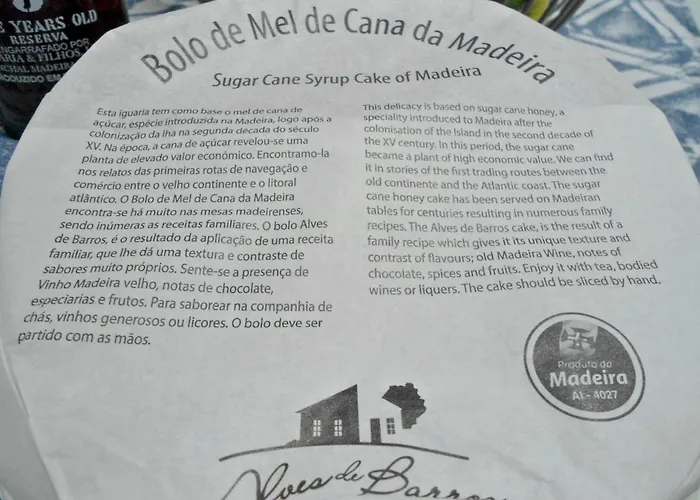 YEARS OLD
RESERVA
ENGARRAFADO POR
& FILHOS
MADEIRA
PRODUZIDO EM
Bolo de Mel de Cana da Madeira
Sugar Cane Syrup Cake of Madeira
Esta iguaria tem como base o mel de cana de
açúcar, espécie introduzida na Madeira, logo após a
colonização da lha na segunda década do século
XV. Na época, a cana de açúcar revelou-se uma
planta de elevado valor económico. Encontramo-la
nos relatos das primeiras rotas de navegação e
comércio entre o velho continente e o litoral
atlântico. O Bolo de Mel de Cana da Madeira
encontra-se há muito nas mesas madeirenses,
sendo inúmeras as receitas familiares. O bolo Alves
de Barros, é o resultado da aplicação de uma receita
familiar, que lhe dá uma textura e contraste de
sabores muito próprios. Sente-se a presença de
Vinho Madeira velho, notas de chocolate,
especiarias e frutos. Para saborear na companhia de
chás, vinhos generosos ou licores. O bolo deve ser
partido com as mãos.
This delicacy is based on sugar cane honey, a
speciality introduced to Madeira after the
colonisation of the Island in the second decade of
the XV century. In this period, the sugar cane
became a plant of high economic value. We can find
it in stories of the first trading routes between the
old continente and the Atlantic coast. The sugar
cane honey cake has been served on Madeiran
tables for centuries resulting in numerous family
recipes. The Alves de Barros cake, is the result of a
family recipe which gives it its unique texture and
contrast of flavours; old Madeira Wine, notes of
chocolate, spices and fruits. Enjoy it with tea, bodied
wines or liquers. The cake should be sliced by hand.
Produto da
Madeira
AL - 4027
Alves de Barros